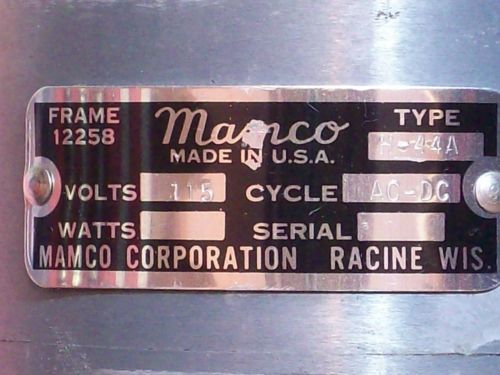 FRAME
12258
Mamco
MADE IN U.S.A.
TYPE
H-44A
VOLTS 115 CYCLE AC-DC
WATTS SERIAL
MAMCO CORPORATION RACINE WIS.